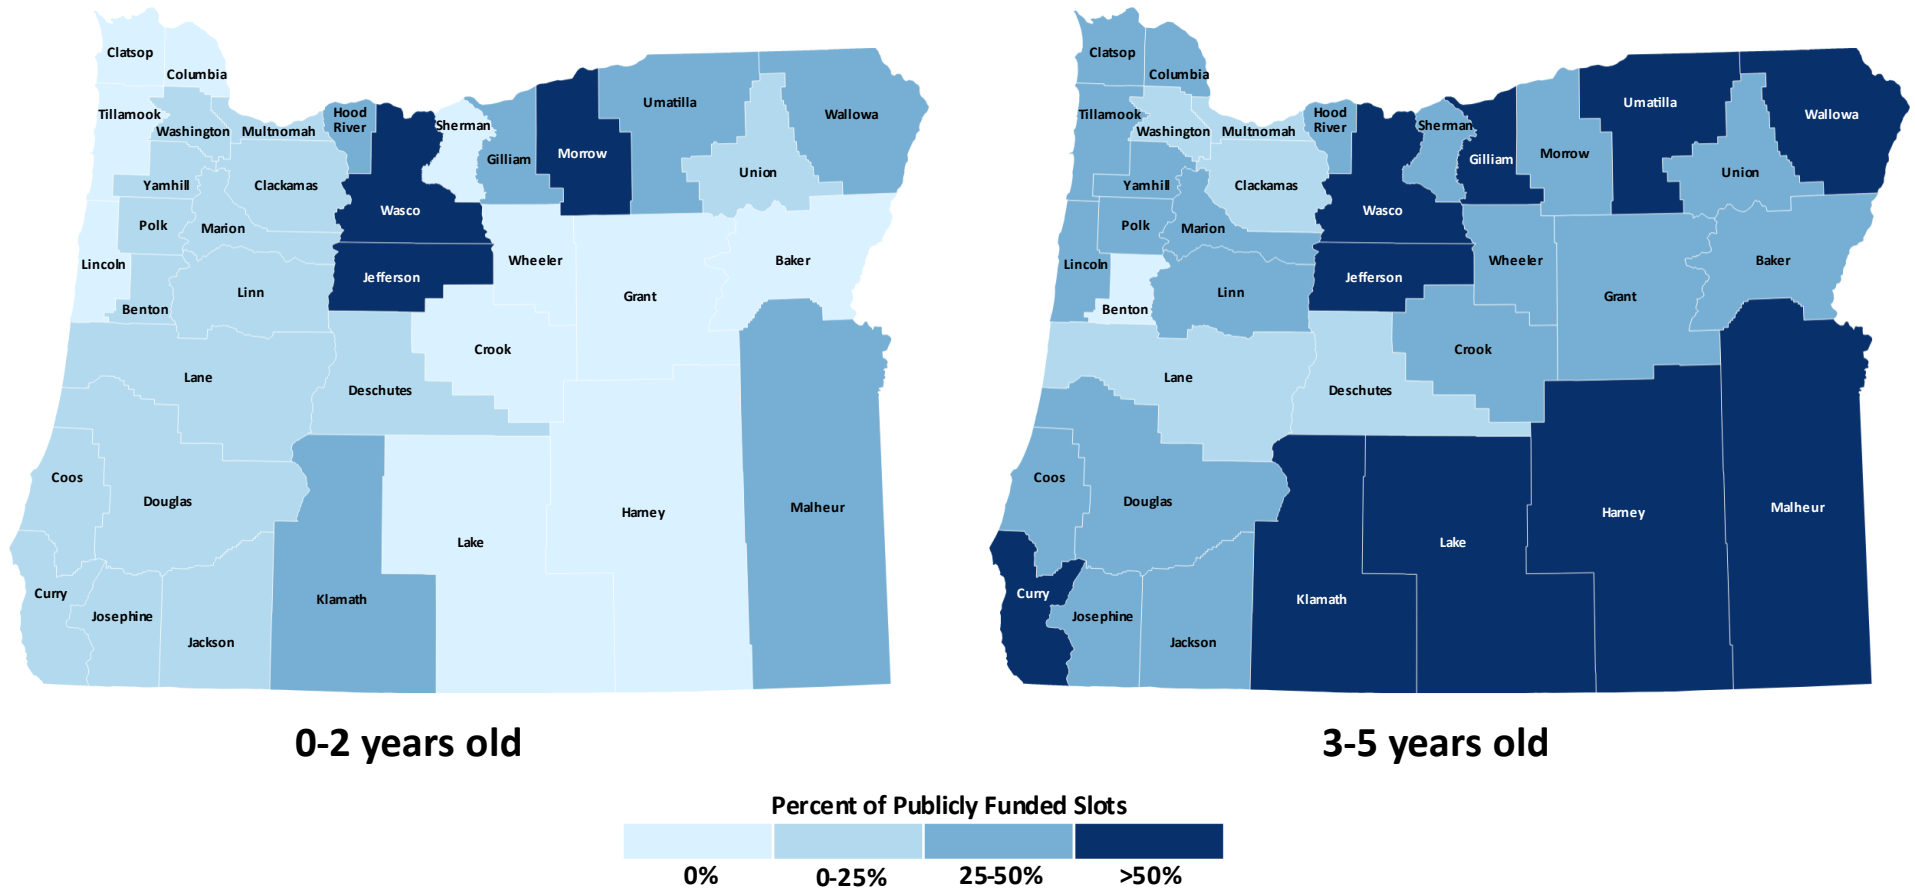 Clatsop
Columbia
Tillamook
Washington
Multnomah
Hood
River
Sherman
Gilliam
Morrow
Umatilla
Wallowa
Union
Yamhill
Clackamas
Polk
Marion
Wasco
Lincoln
Jefferson
Wheeler
Grant
Baker
Benton
Linn
Crook
Lane
Deschutes
Coos
Douglas
Harney
Malheur
Lake
Curry
Josephine
Jackson
Klamath
0-2 years old
Clatsop
Columbia
Tillamook
Washington
Multnomah
Hood
River
Sherman
Gilliam
Morrow
Umatilla
Wallowa
Union
Yamhill
Clackamas
Polk
Marion
Wasco
Lincoln
Jefferson
Wheeler
Grant
Baker
Benton
Linn
Crook
Lane
Deschutes
Coos
Douglas
Harney
Malheur
Lake
Curry
Josephine
Jackson
Klamath
3-5 years old
Percent of Publicly Funded Slots
0%
0-25%
25-50%
>50%